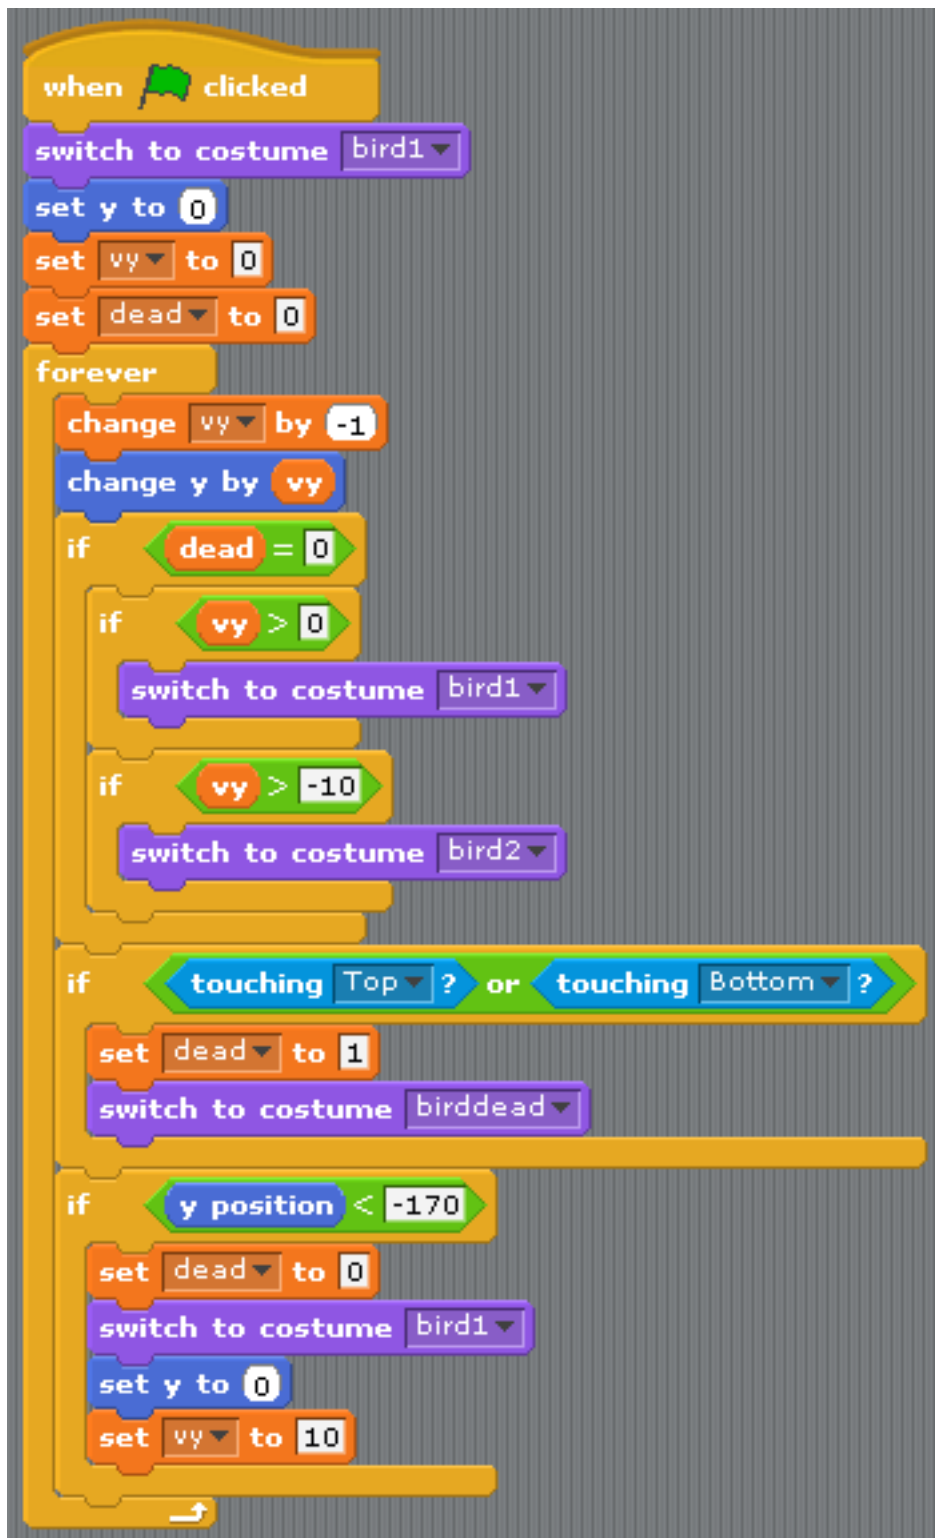 when clicked
switch to costume bird1
set y to 0
set vy to 0
set dead to 0
forever
change vy by -1
change y by vy
if dead = 0
if vy > 0
switch to costume bird1
if vy > -10
switch to costume bird2
if touching Top ? or touching Bottom ?
set dead to 1
switch to costume birddead
if y position < -170
set dead to 0
switch to costume bird1
set y to 0
set vy to 10